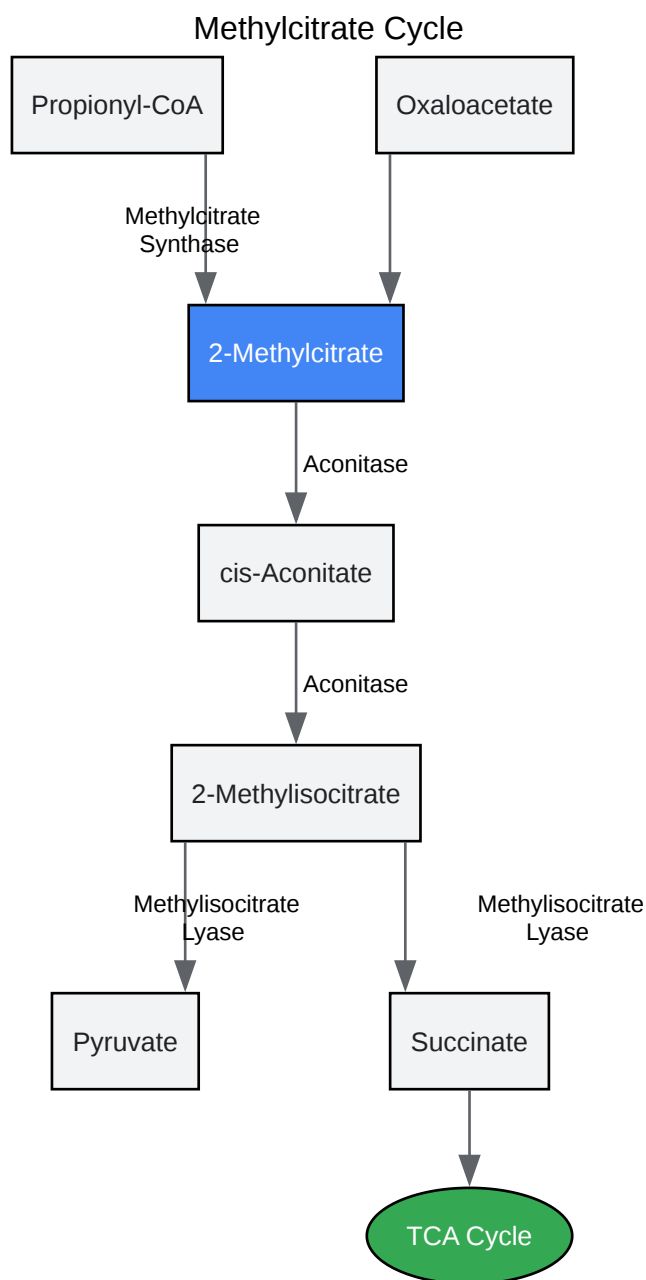 Methylcitrate Cycle
Propionyl-CoA
Oxaloacetate
Methylcitrate
Synthase
2-Methylcitrate
Aconitase
cis-Aconitate
Aconitase
2-Methylisocitrate
Methylisocitrate
Lyase
Methylisocitrate
Lyase
Pyruvate
Succinate
TCA Cycle